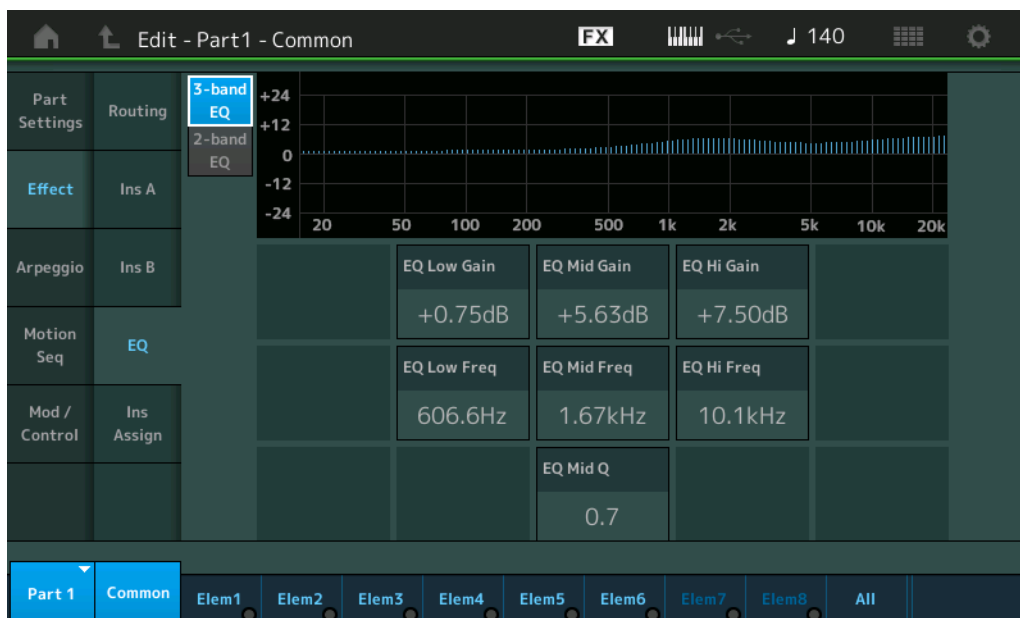 Edit - Part1 - Common
FX
140
Part
Settings
Routing
3-band
EQ
2-band
EQ
+24
+12
0
-12
-24
20 50 100 200 500 1k 2k 5k 10k 20k
Effect
Ins A
Arpeggio
Ins B
Motion
Seq
EQ
Mod /
Control
Ins
Assign
EQ Low Gain
+0.75dB
EQ Mid Gain
+5.63dB
EQ Hi Gain
+7.50dB
EQ Low Freq
606.6Hz
EQ Mid Freq
1.67kHz
EQ Hi Freq
10.1kHz
EQ Mid Q
0.7
Part 1 Common Elem1 Elem2 Elem3 Elem4 Elem5 Elem6 Elem7 Elem8 All